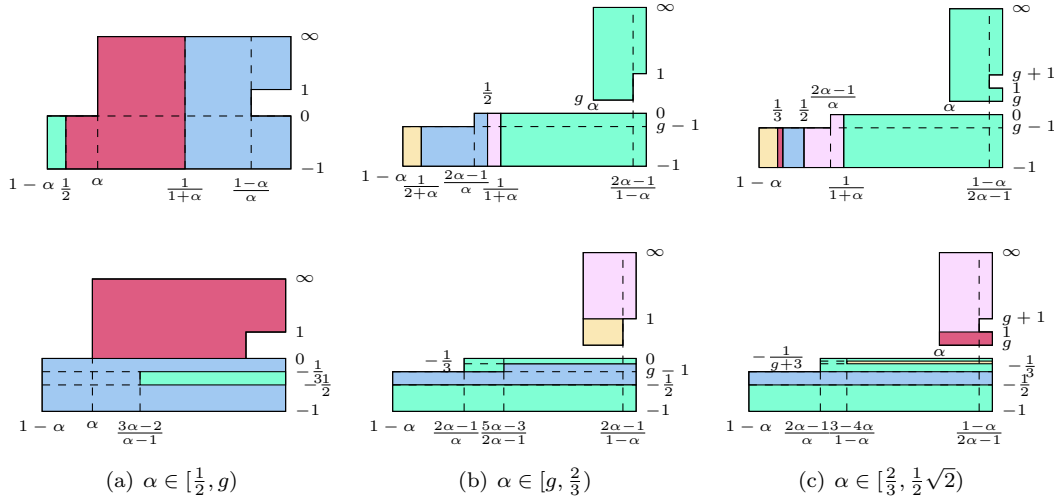 ∞
1
0
−1
1 − α 1/2 α 1/(1+α) (1−α)/α
∞
1
g α
1/2
0
g − 1
−1
1 − α 1/(2+α) (2α−1)/α 1/(1+α) (2α−1)/(1−α)
∞
g + 1
1
g
α
1/3 1/2 (2α−1)/α
0
g − 1
−1
1 − α 1/(1+α) (1−α)/(2α−1)
∞
1
0
−1/3
−1/2
−1
1 − α α (3α−2)/(α−1)
∞
1
−1/3
0
g − 1
−1/2
−1
1 − α (2α−1)/α (5α−3)/(2α−1) (2α−1)/(1−α)
∞
g + 1
1
g
α
−1/(g+3)
−1/3
−1/2
−1
1 − α (2α−1)/α (3−4α)/(1−α) (1−α)/(2α−1)
(a) α ∈ [1/2, g)
(b) α ∈ [g, 2/3)
(c) α ∈ [2/3, 1/2√2)